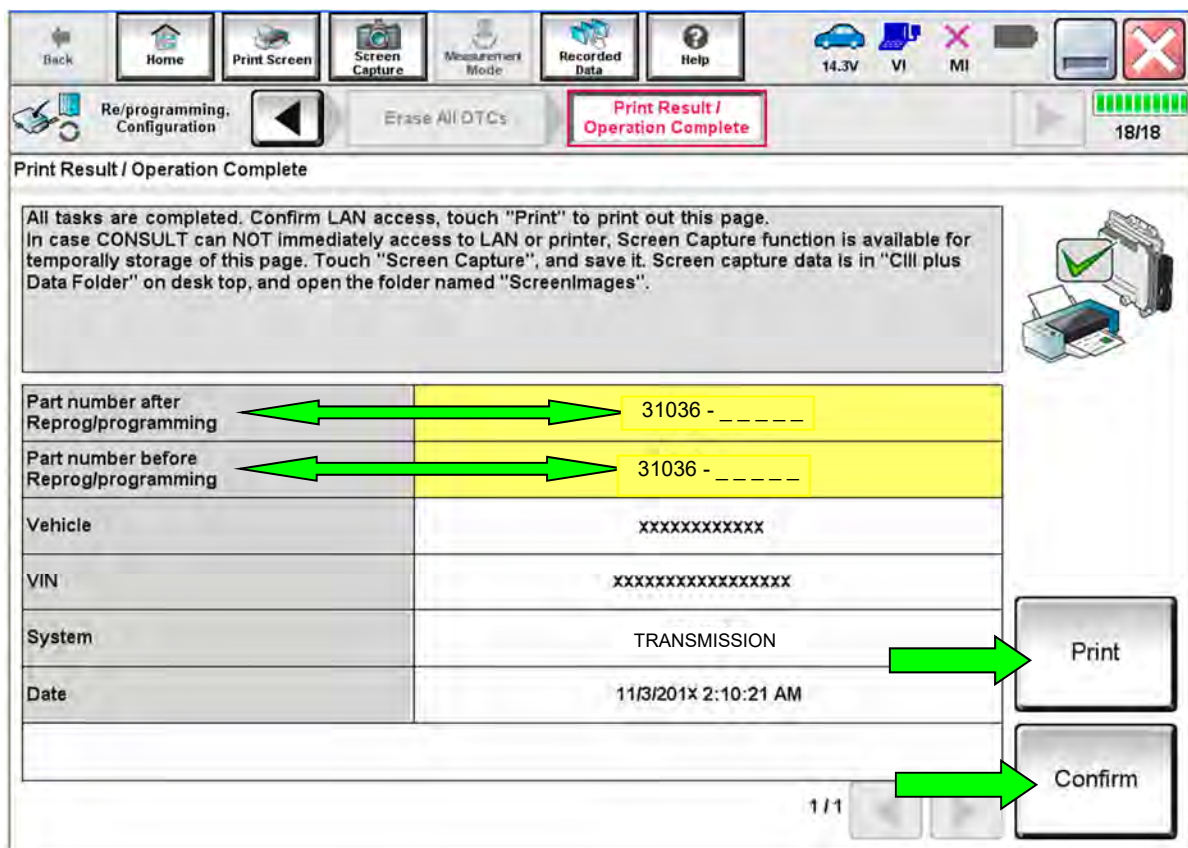 Back
Home
Print Screen
Screen Capture
Measurement Mode
Recorded Data
Help
14.3V
VI
MI
Re/programming, Configuration
Erase All DTCs
Print Result / Operation Complete
18/18
Print Result / Operation Complete
All tasks are completed. Confirm LAN access, touch "Print" to print out this page.
In case CONSULT can NOT immediately access to LAN or printer, Screen Capture function is available for
temporally storage of this page. Touch "Screen Capture", and save it. Screen capture data is in "CIII plus
Data Folder" on desk top, and open the folder named "ScreenImages".
Part number after
Reprog/programming
31036 - _ _ _ _ _
Part number before
Reprog/programming
31036 - _ _ _ _ _
Vehicle
xxxxxxxxxxxx
VIN
xxxxxxxxxxxxxxxxx
System
TRANSMISSION
Date
11/3/201X 2:10:21 AM
Print
Confirm
1/1